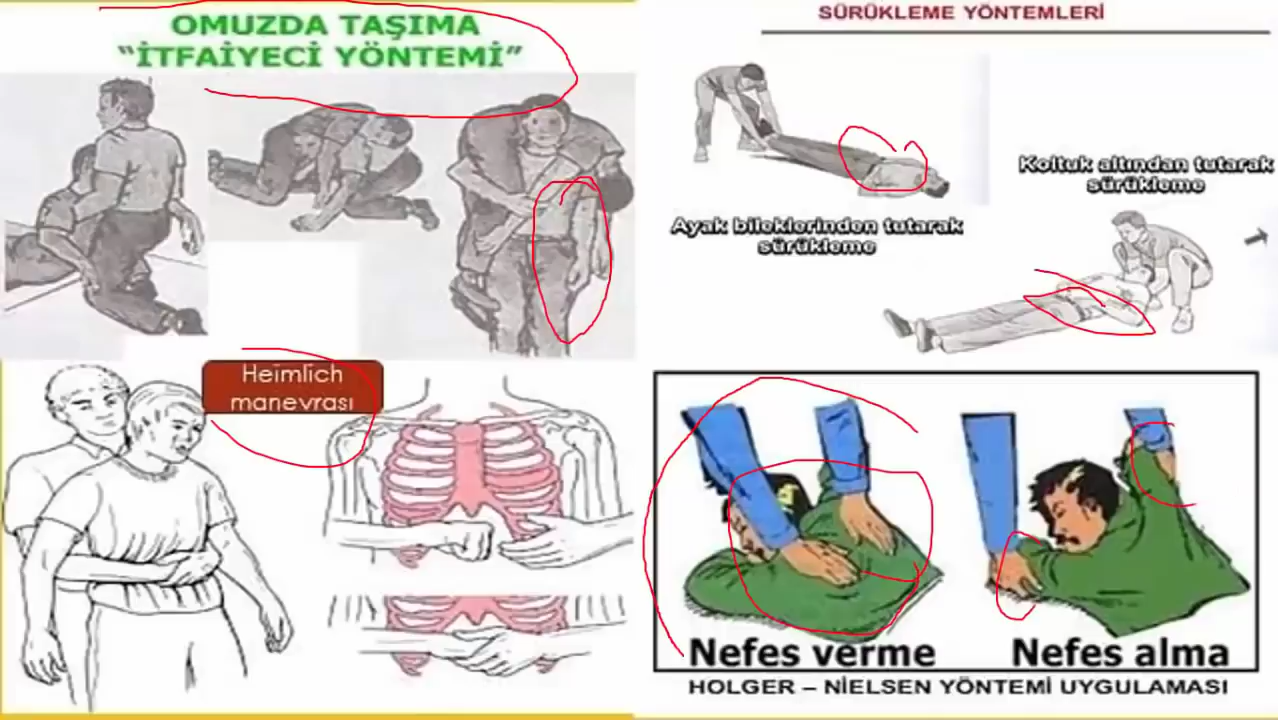 OMUZDA TAŞIMA
“İTFAİYECİ YÖNTEMİ”
SÜRÜKLEME YÖNTEMLERİ
Koltuk altından tutarak
sürükleme
Ayak bileklerinden tutarak
sürükleme
Heimlich
manevrası
Nefes verme
Nefes alma
HOLGER – NİELSEN YÖNTEMİ UYGULAMASI